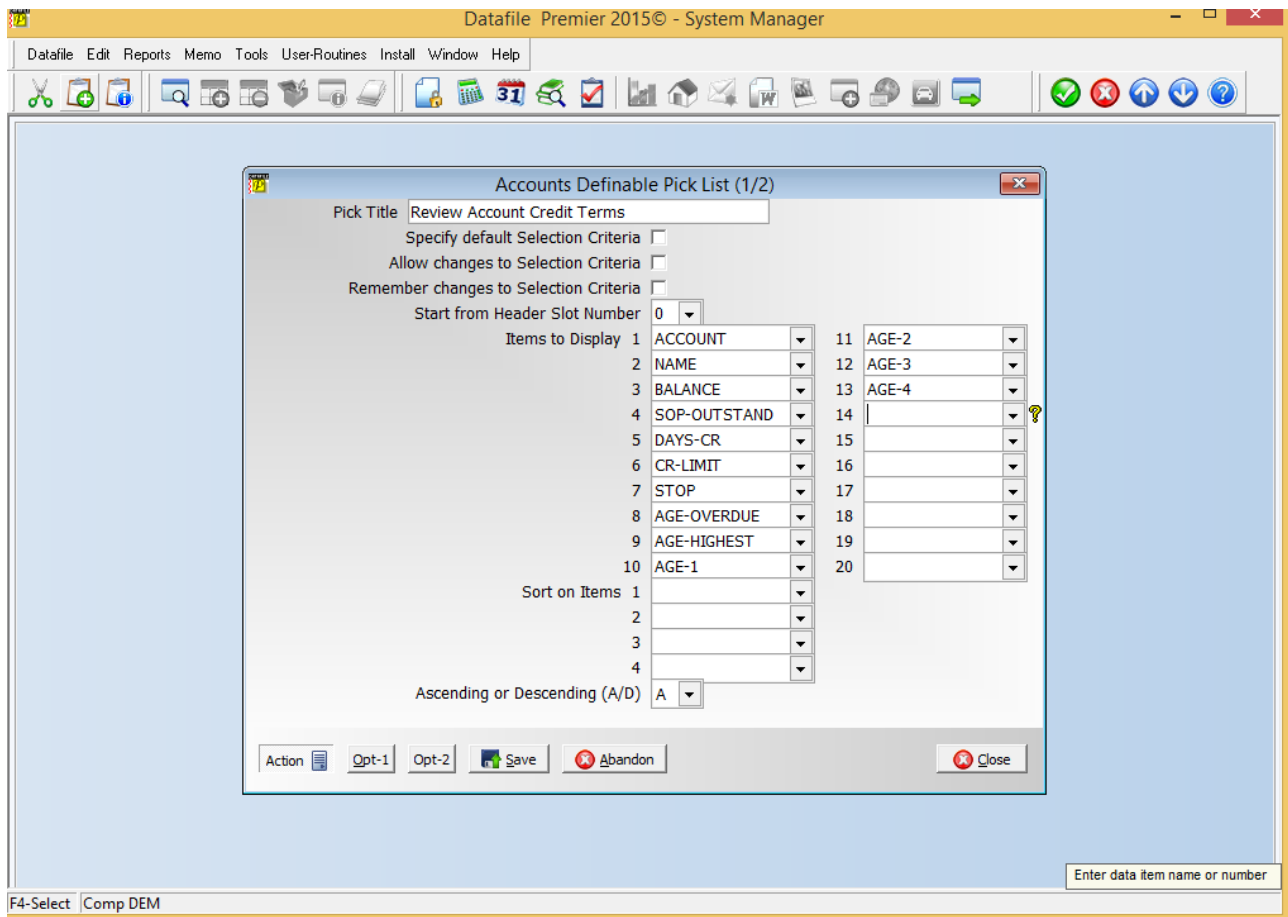 Datafile Premier 2015© - System Manager
Datafile Edit Reports Memo Tools User-Routines Install Window Help
31
W
Accounts Definable Pick List (1/2)
Pick Title Review Account Credit Terms
Specify default Selection Criteria
Allow changes to Selection Criteria
Remember changes to Selection Criteria
Start from Header Slot Number 0
Items to Display 1 ACCOUNT 11 AGE-2
2 NAME 12 AGE-3
3 BALANCE 13 AGE-4
4 SOP-OUTSTAND 14
5 DAYS-CR 15
6 CR-LIMIT 16
7 STOP 17
8 AGE-OVERDUE 18
9 AGE-HIGHEST 19
10 AGE-1 20
Sort on Items 1
2
3
4
Ascending or Descending (A/D) A
Action Opt-1 Opt-2 Save Abandon Close
Enter data item name or number
F4-Select Comp DEM